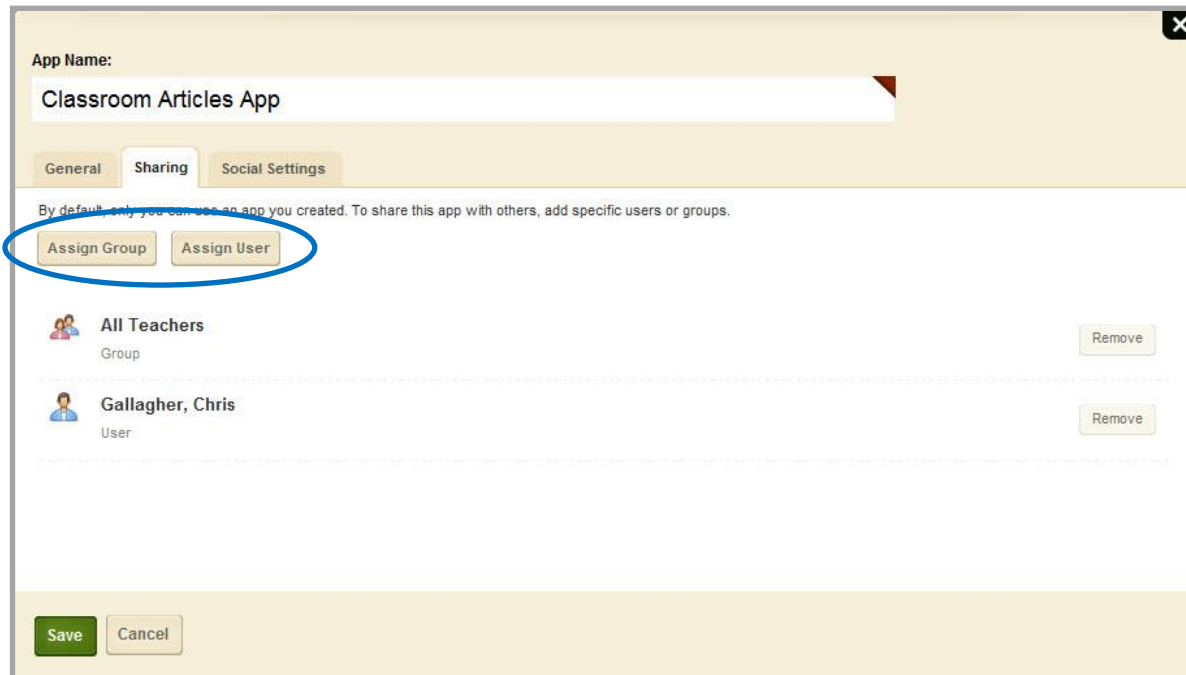 App Name:
Classroom Articles App
General Sharing Social Settings
By default, only you can use an app you created. To share this app with others, add specific users or groups.
Assign Group Assign User
All Teachers
Group
Remove
Gallagher, Chris
User
Remove
Save Cancel